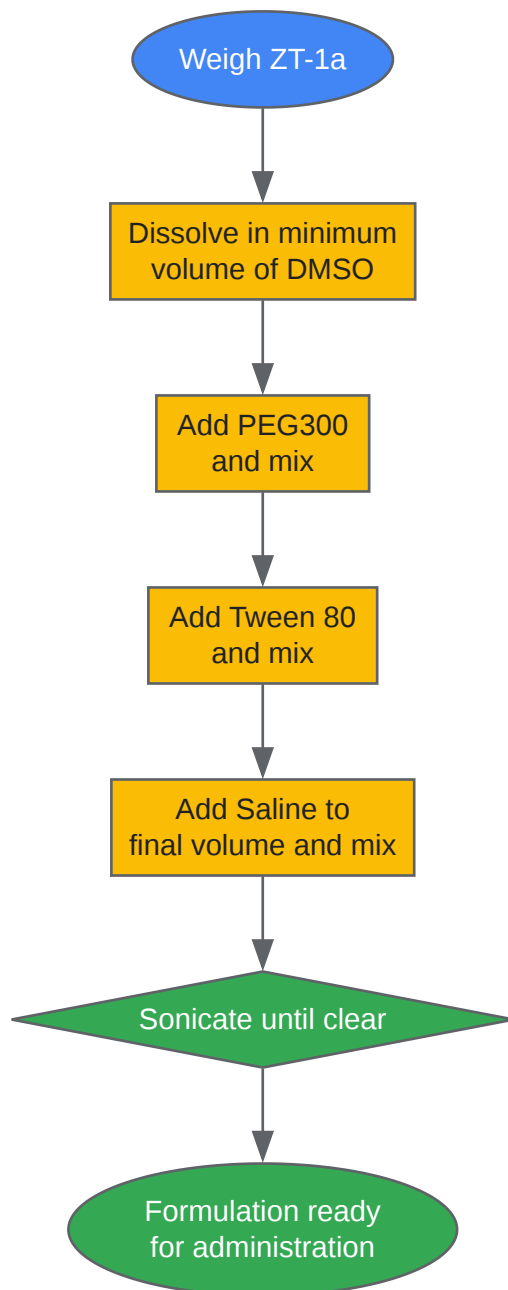 Weigh ZT-1a
Dissolve in minimum
volume of DMSO
Add PEG300
and mix
Add Tween 80
and mix
Add Saline to
final volume and mix
Sonicate until clear
Formulation ready
for administration